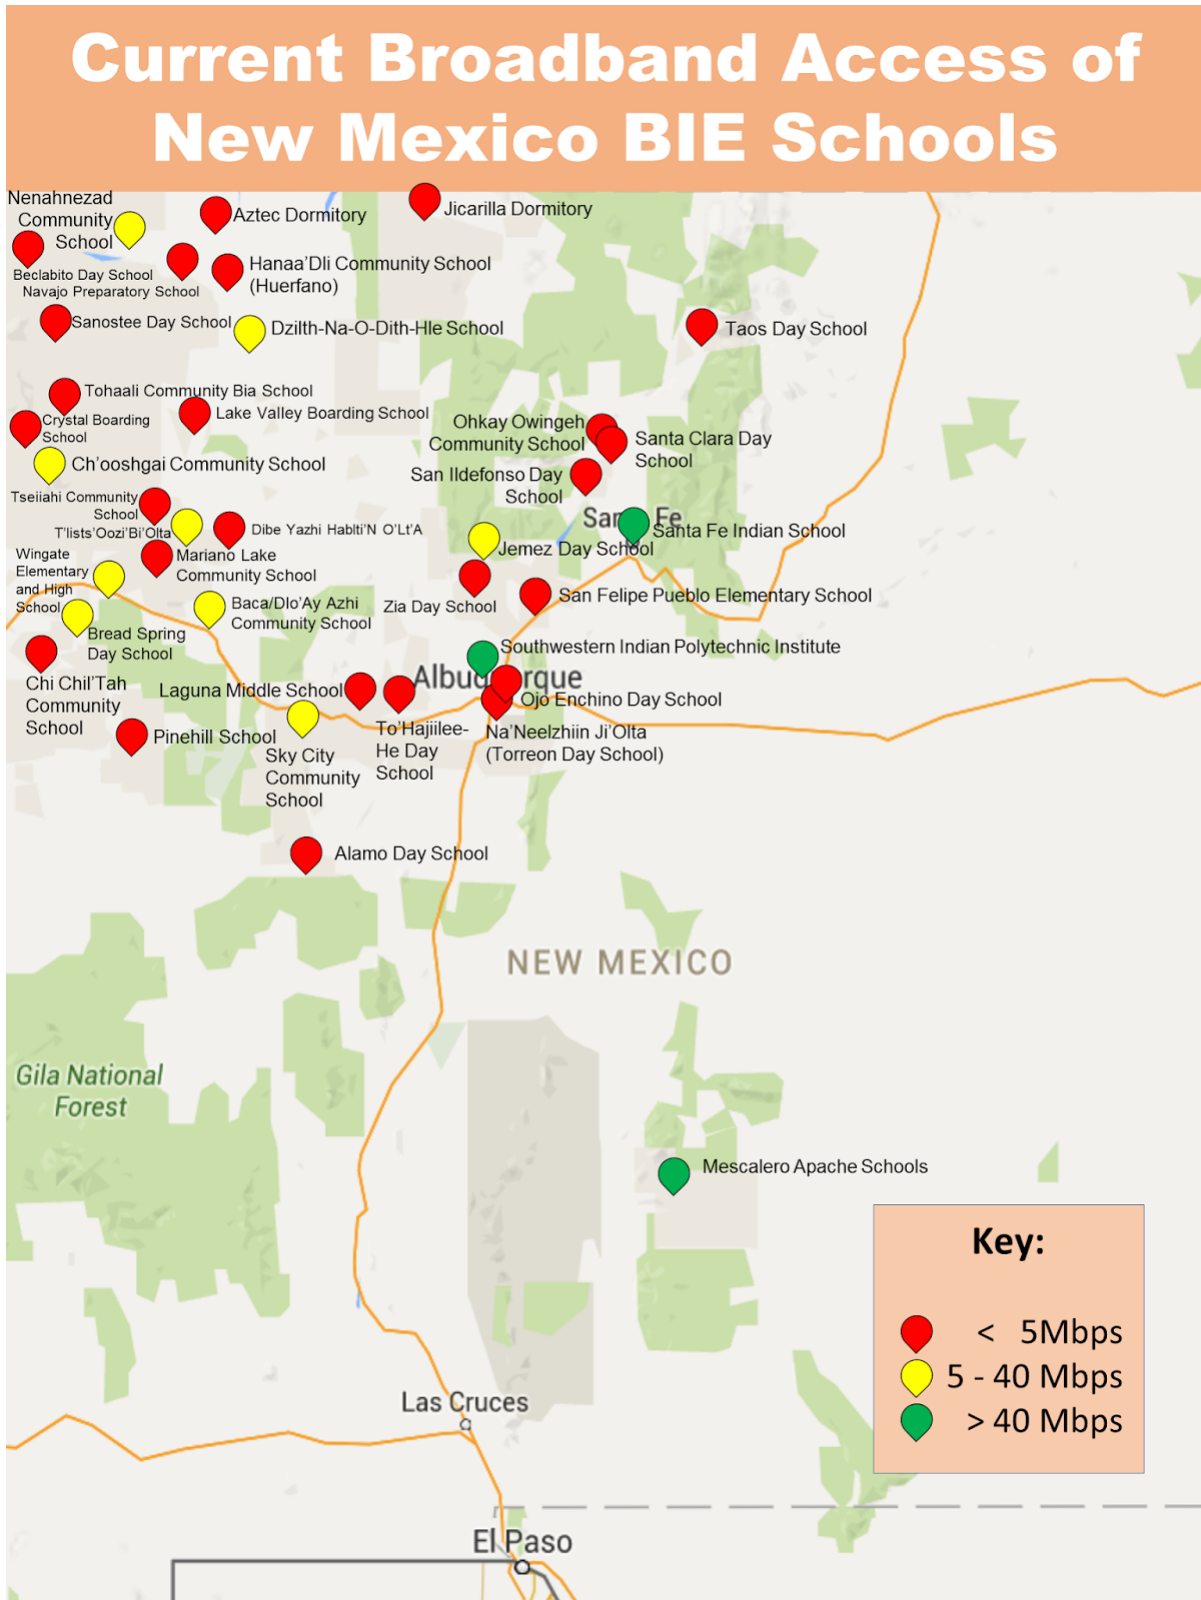 Current Broadband Access of
New Mexico BIE Schools
Nenahnezad
Community
School
Aztec Dormitory
Jicarilla Dormitory
Beclabito Day School
Navajo Preparatory School
Hanaa'Dli Community School
(Huerfano)
Sanostee Day School
Dzilth-Na-O-Dith-Hle School
Taos Day School
Tohaali Community Bia School
Lake Valley Boarding School
Crystal Boarding
School
Ohkay Owingeh
Community School
Santa Clara Day
School
Ch'ooshgai Community School
San Ildefonso Day
School
Tseiiahi Community
School
T'lists'Oozi'Bi'Olta
Dibe Yazhi Hablti'N O'Lt'A
Santa Fe
Santa Fe Indian School
Jemez Day School
Wingate
Elementary
and High
School
Mariano Lake
Community School
Zia Day School
San Felipe Pueblo Elementary School
Baca/Dlo'Ay Azhi
Community School
Bread Spring
Day School
Southwestern Indian Polytechnic Institute
Albuquerque
Chi Chil'Tah
Community
School
Laguna Middle School
Ojo Enchino Day School
To'Hajiilee-
He Day
School
Na'Neelzhiin Ji'Olta
(Torreon Day School)
Pinehill School
Sky City
Community
School
Alamo Day School
NEW MEXICO
Gila National
Forest
Mescalero Apache Schools
Key:
< 5Mbps
5 - 40 Mbps
> 40 Mbps
Las Cruces
El Paso